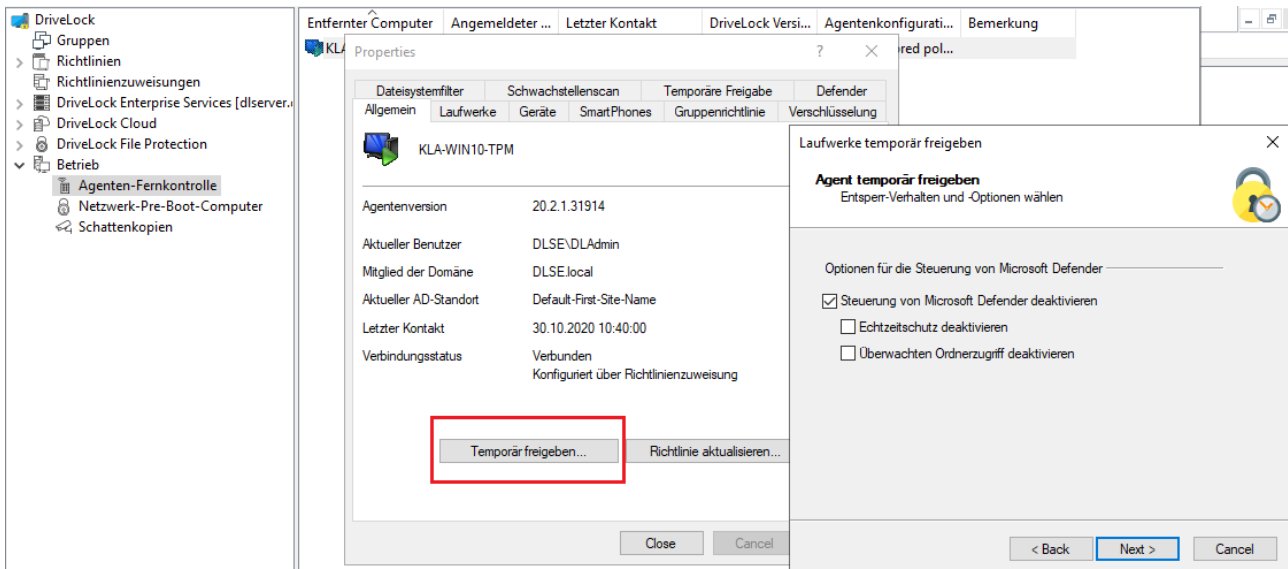 DriveLock
Gruppen
Richtlinien
Richtlinienzuweisungen
DriveLock Enterprise Services [dlserver.
DriveLock Cloud
DriveLock File Protection
Betrieb
Agenten-Fernkontrolle
Netzwerk-Pre-Boot-Computer
Schattenkopien
Entfernter Computer Angemeldeter ... Letzter Kontakt DriveLock Versi... Agentenkonfigurati... Bemerkung
KLA
ored pol...
Properties ?
Dateisystemfilter Schwachstellenscan Temporäre Freigabe Defender
Allgemein Laufwerke Geräte SmartPhones Gruppenrichtlinie Verschlüsselung
KLA-WIN10-TPM
Agentenversion 20.2.1.31914
Aktueller Benutzer DLSE\DLAdmin
Mitglied der Domäne DLSE.local
Aktueller AD-Standort Default-First-Site-Name
Letzter Kontakt 30.10.2020 10:40:00
Verbindungsstatus Verbunden
Konfiguriert über Richtlinienzuweisung
Temporär freigeben... Richtlinie aktualisieren...
Close Cancel
Laufwerke temporär freigeben
Agent temporär freigeben
Entsperr-Verhalten und -Optionen wählen
Optionen für die Steuerung von Microsoft Defender
Steuerung von Microsoft Defender deaktivieren
Echtzeitschutz deaktivieren
Überwachten Ordnerzugriff deaktivieren
< Back Next > Cancel